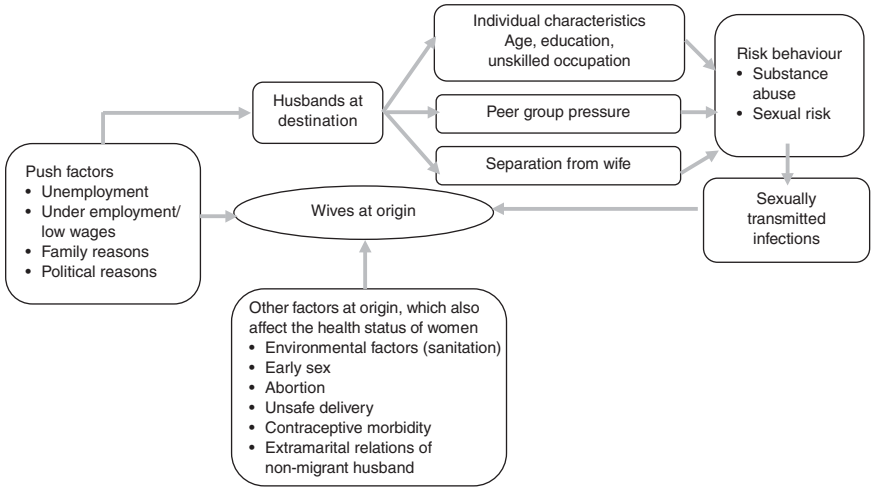 Individual characteristics
Age, education,
unskilled occupation
Risk behaviour
• Substance
abuse
• Sexual risk
Husbands at
destination
Peer group pressure
Separation from wife
Push factors
• Unemployment
• Under employment/
low wages
• Family reasons
• Political reasons
Wives at origin
Sexually
transmitted
infections
Other factors at origin, which also
affect the health status of women
• Environmental factors (sanitation)
• Early sex
• Abortion
• Unsafe delivery
• Contraceptive morbidity
• Extramarital relations of
non-migrant husband